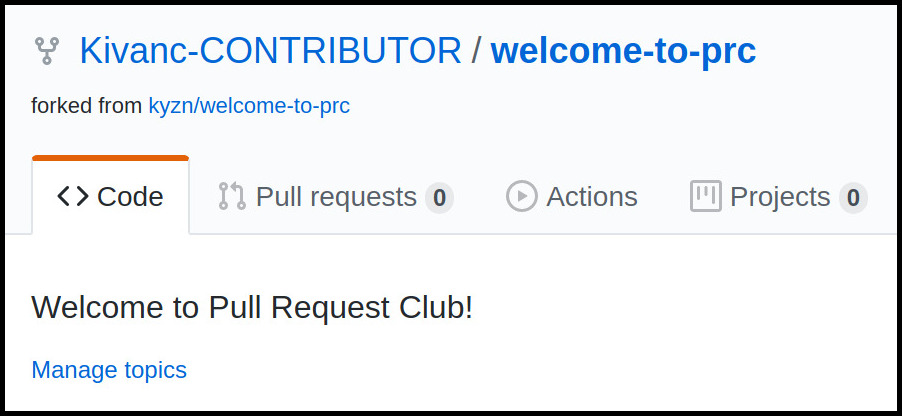 Kivanc-CONTRIBUTOR / welcome-to-prc
forked from kyzn/welcome-to-prc
Code Pull requests 0 Actions Projects 0
Welcome to Pull Request Club!
Manage topics